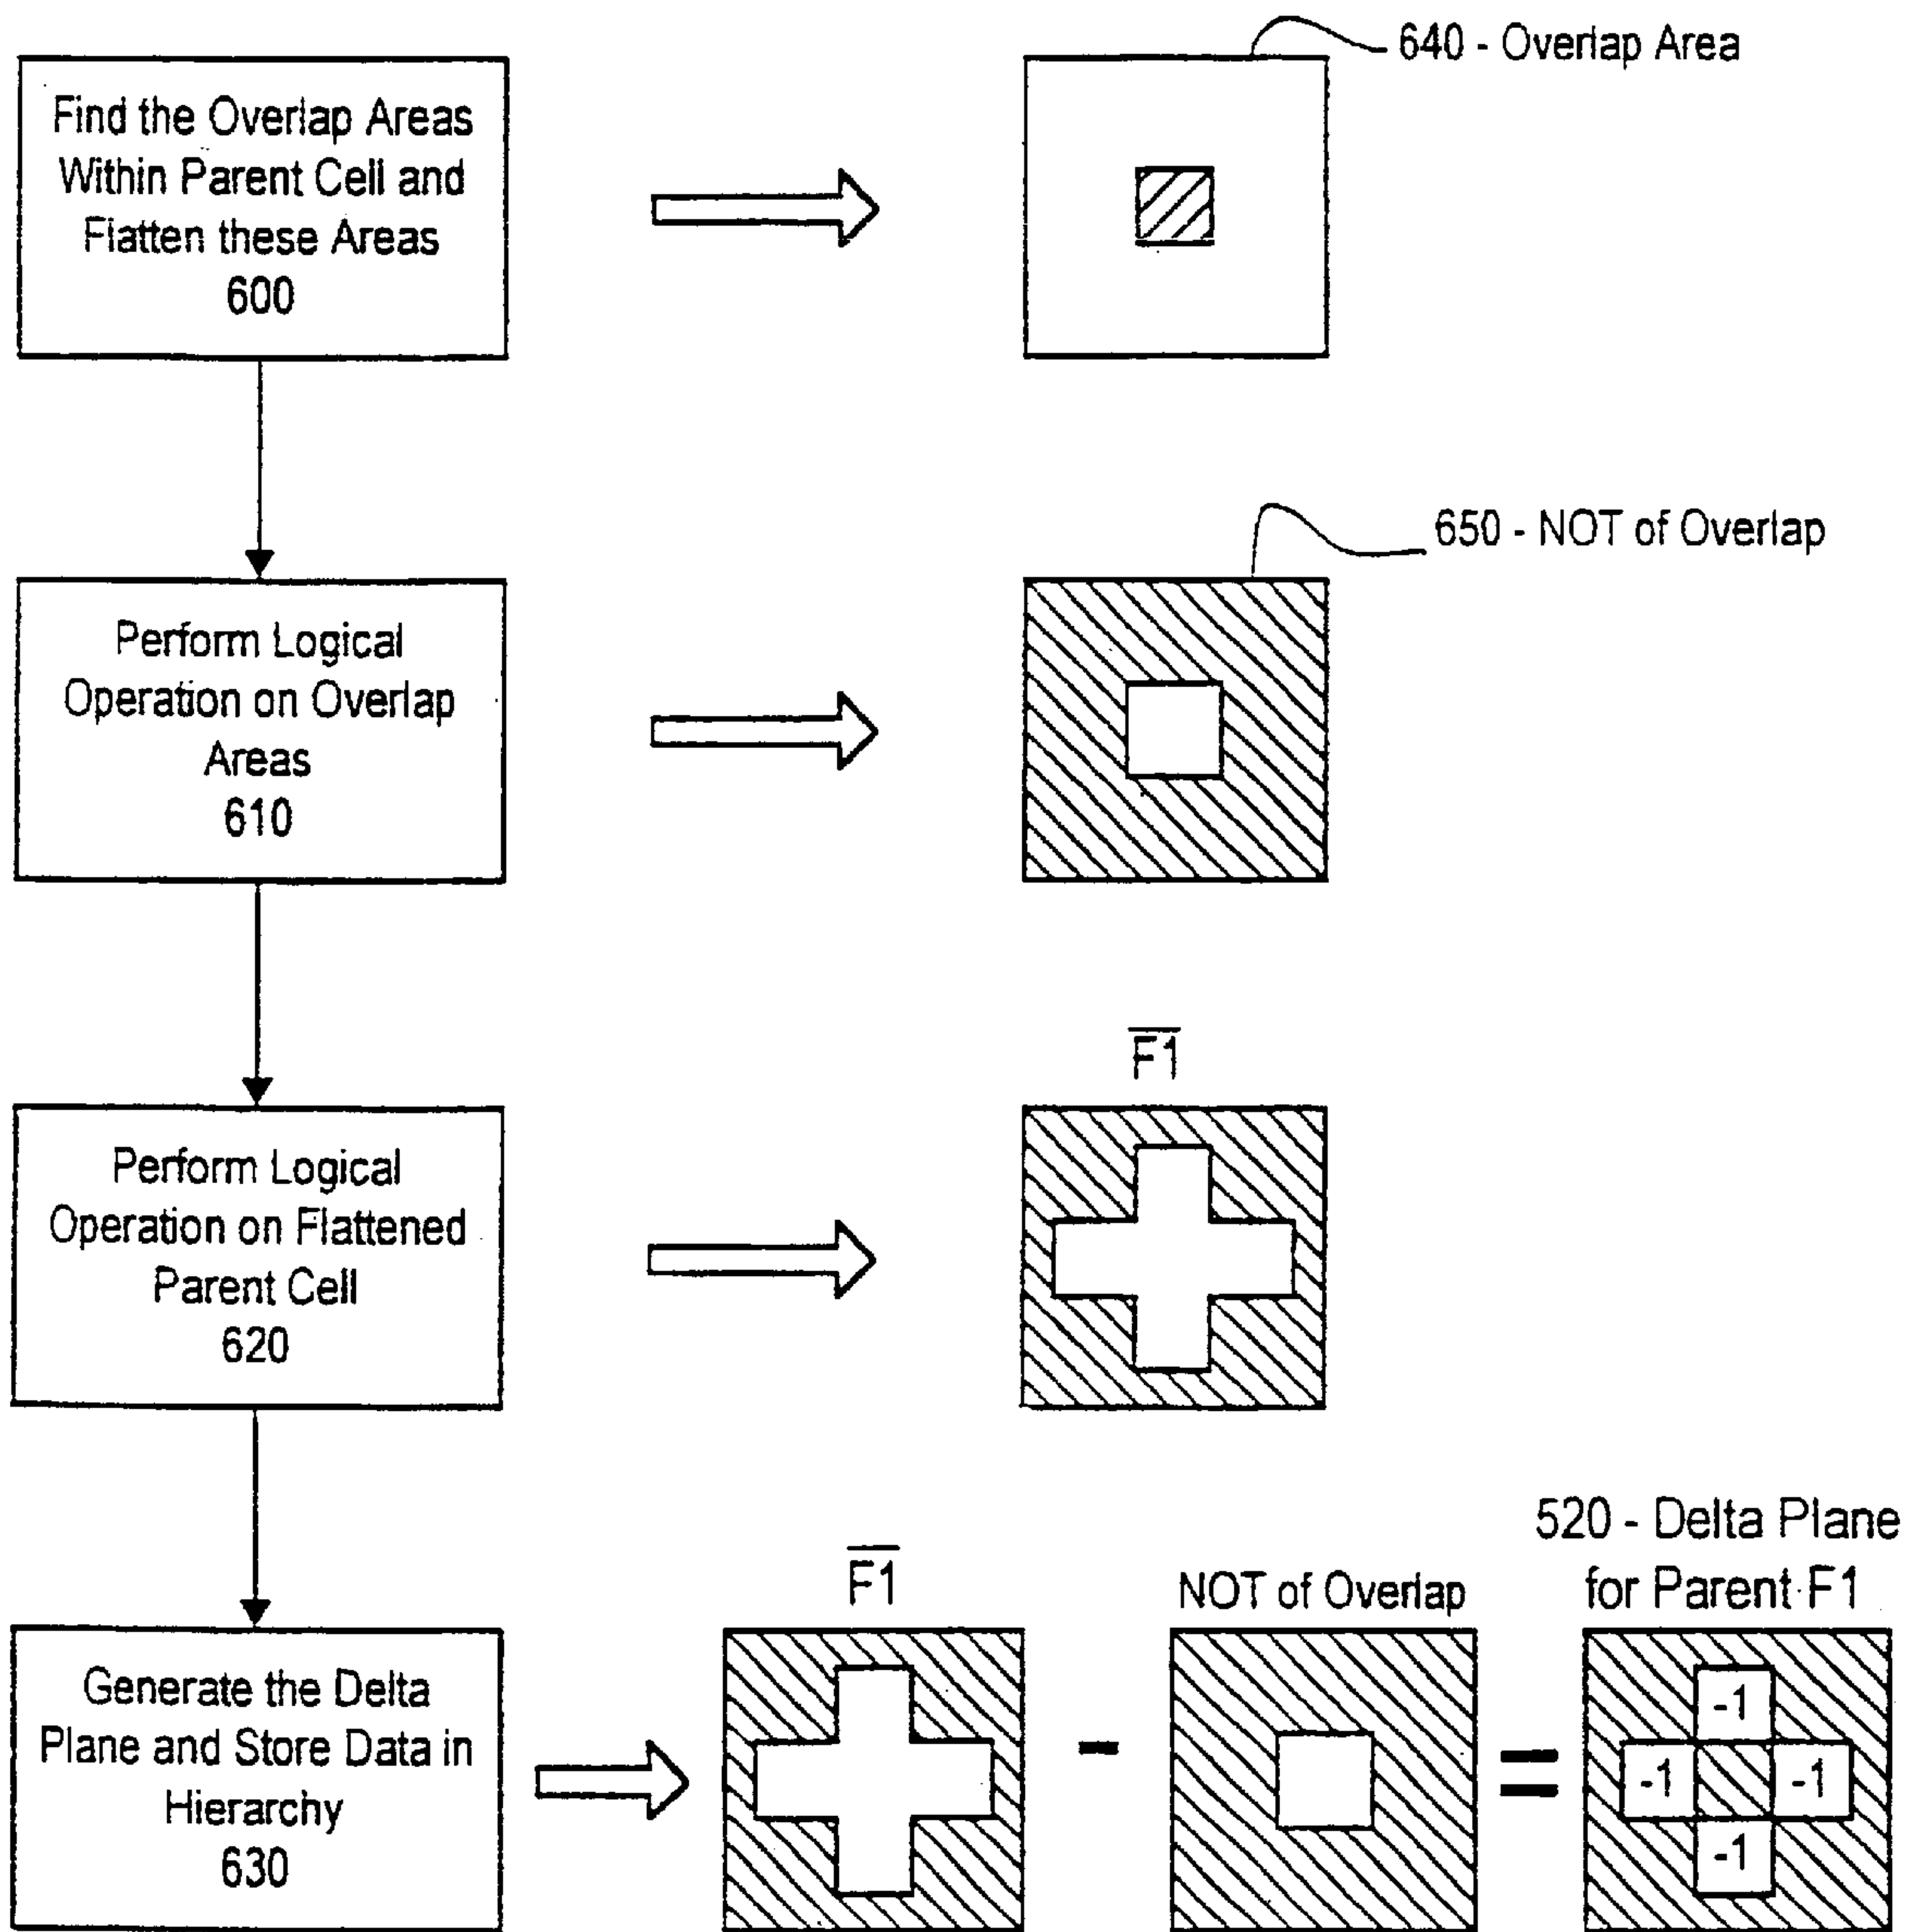 640 - Overlap Area
Find the Overlap Areas
Within Parent Cell and
Flatten these Areas
600
650 - NOT of Overlap
Perform Logical
Operation on Overlap
Areas
610
F1
Perform Logical
Operation on Flattened
Parent Cell
620
520 - Delta Plane
for Parent F1
F1
NOT of Overlap
Generate the Delta
Plane and Store Data in
Hierarchy
630
-
=
-1
-1
-1
-1